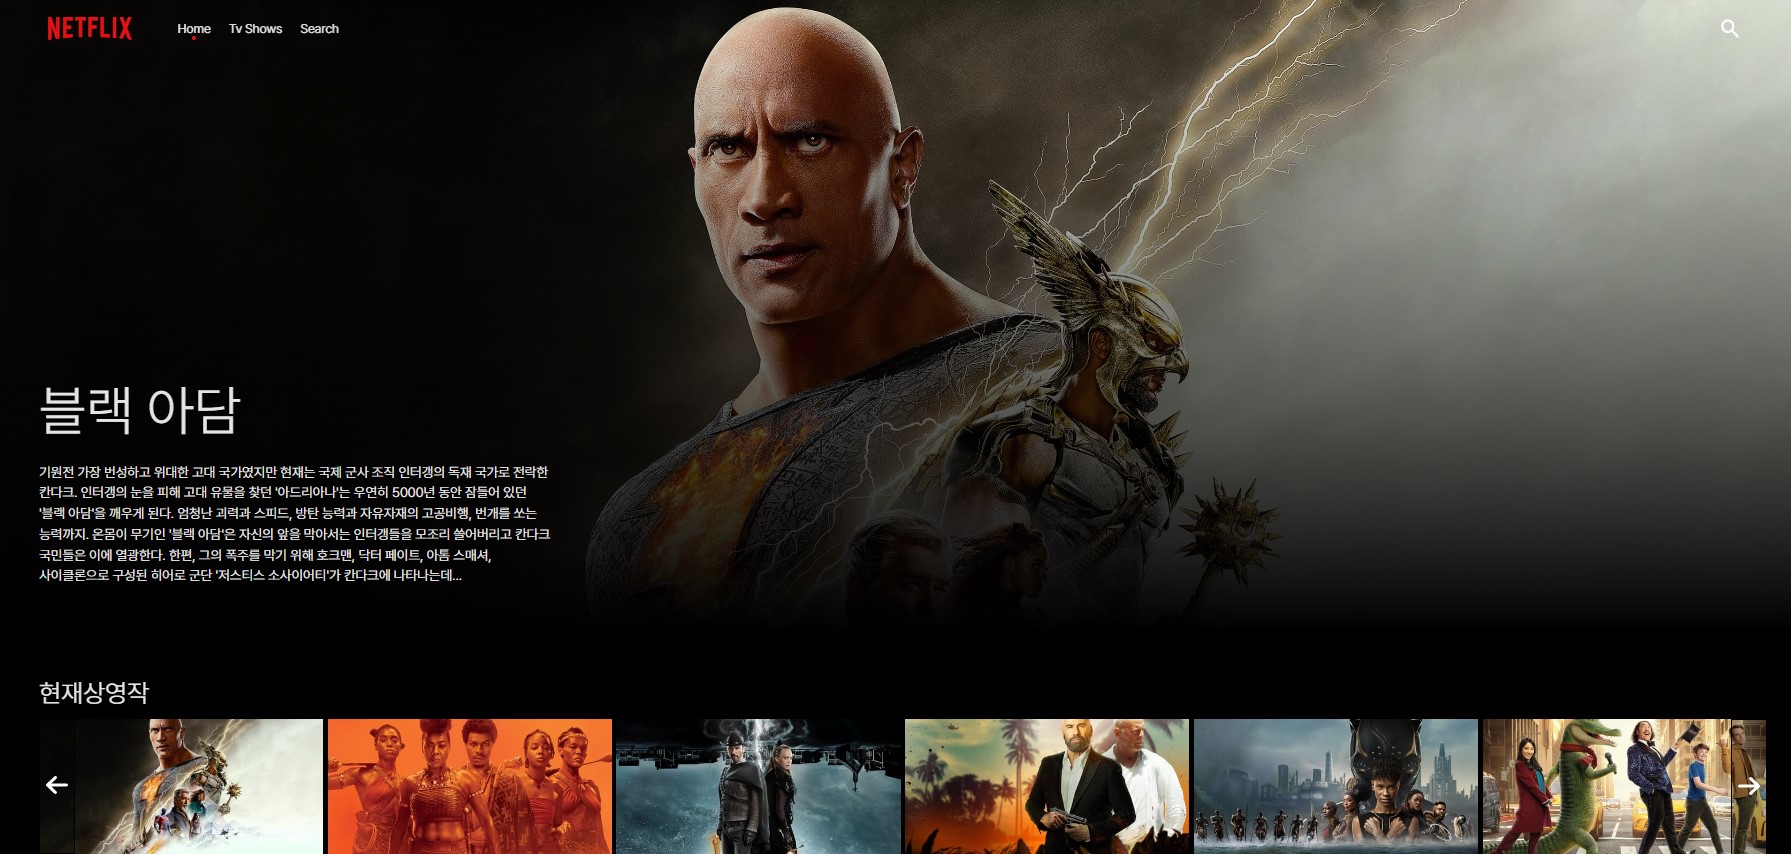 NETFLIX
Home Tv Shows Search
블랙 아담
기원전 가장 번성하고 위대한 고대 국가였지만 현재는 국제 군사 조직 인터갱의 독재 국가로 전락한
칸다크. 인터갱의 눈을 피해 고대 유물을 찾던 '아드리아나'는 우연히 5000년 동안 잠들어 있던
'블랙 아담'을 깨우게 된다. 엄청난 괴력과 스피드, 방탄 능력과 자유자재의 고공비행, 번개를 쏘는
능력까지. 온몸이 무기인 '블랙 아담'은 자신의 앞을 막아서는 인터갱들을 모조리 쓸어버리고 칸다크
국민들은 이에 열광한다. 한편, 그의 폭주를 막기 위해 호크맨, 닥터 페이트, 아톰 스매셔,
사이클론으로 구성된 히어로 군단 '저스티스 소사이어티'가 칸다크에 나타나는데...
현재상영작